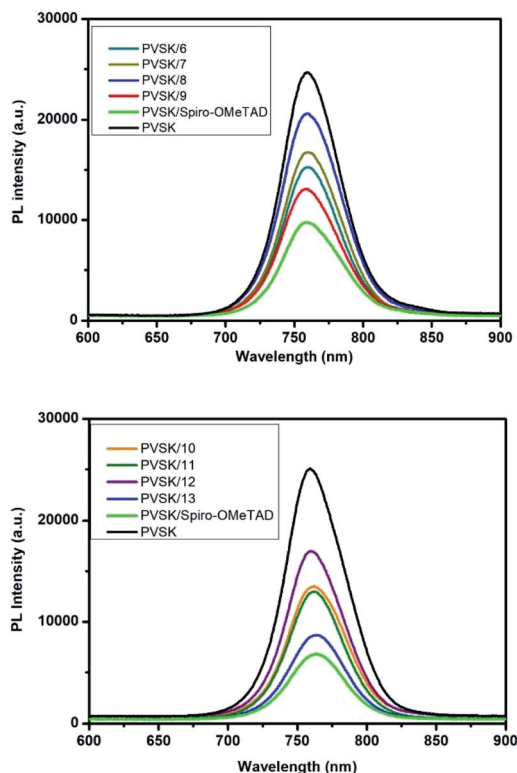 30000
20000
10000
0
PL intensity (a.u.)
PVSK/6
PVSK/7
PVSK/8
PVSK/9
PVSK/Spiro-OMeTAD
PVSK
600 650 700 750 800 850 900
Wavelength (nm)
30000
20000
10000
0
PL Intensity (a.u.)
PVSK/10
PVSK/11
PVSK/12
PVSK/13
PVSK/Spiro-OMeTAD
PVSK
600 650 700 750 800 850 900
Wavelength (nm)